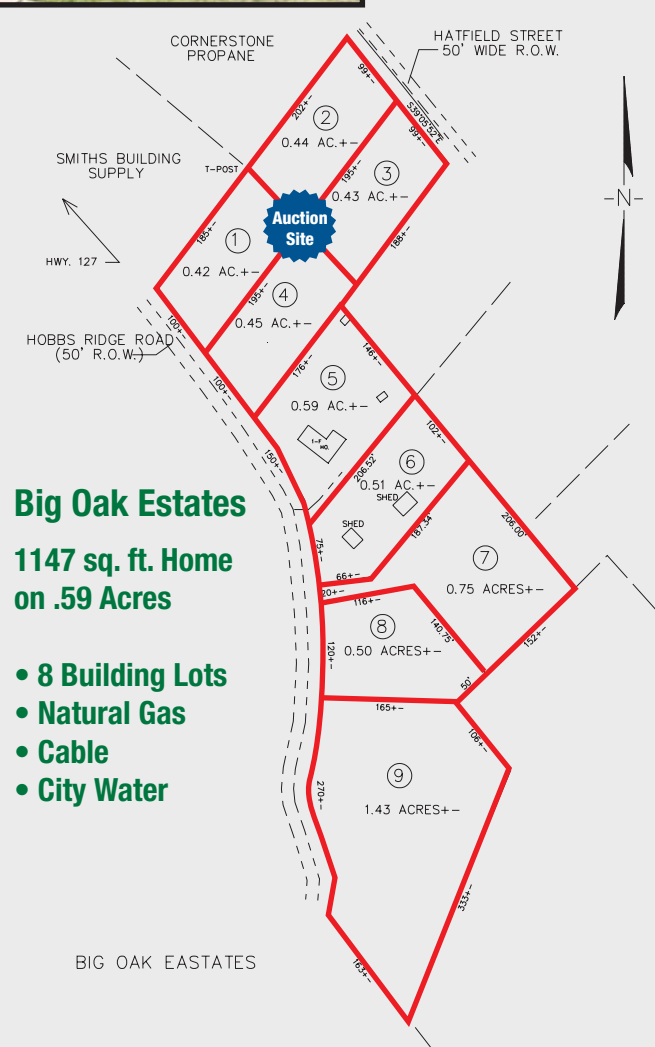 CORNERSTONE
PROPANE
HATFIELD STREET
50' WIDE R.O.W.
99+-
S39°05'52"E
99+-
202+-
2
0.44 AC.+-
SMITHS BUILDING
SUPPLY
T-POST
195+-
3
0.43 AC.+-
-N-
Auction
Site
185+-
1
0.42 AC.+-
188+-
HWY. 127
195+-
4
0.45 AC.+-
100+-
HOBBS RIDGE ROAD
(50' R.O.W.)
100+-
176+-
146+-
5
0.59 AC.+-
150+-
1-F
HO.
102+-
206.52'
6
0.51 AC.+-
SHED
SHED
187.34
206.00'
Big Oak Estates
1147 sq. ft. Home
on .59 Acres
75+-
7
0.75 ACRES+-
66+-
20+-
116+-
8
0.50 ACRES+-
140.75'
152+-
120+-
50'
• 8 Building Lots
• Natural Gas
• Cable
• City Water
165+-
106+-
9
1.43 ACRES+-
270+-
333+-
BIG OAK EASTATES
163+-